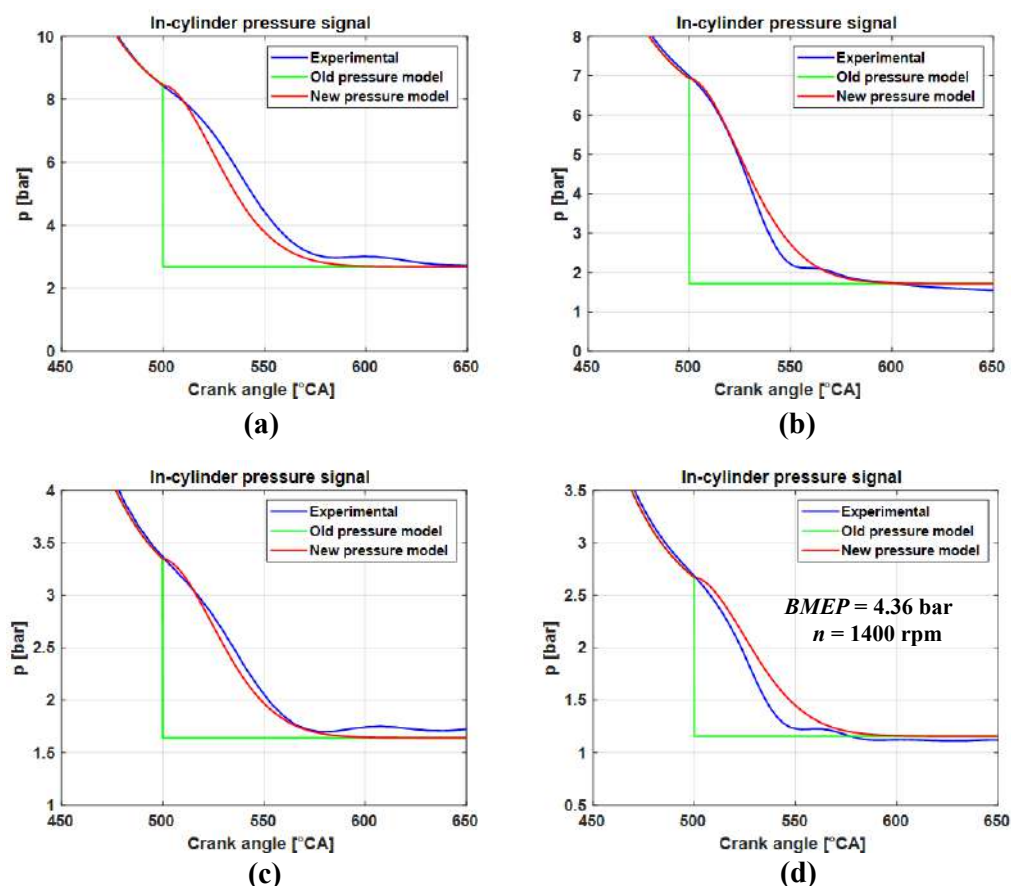 In-cylinder pressure signal
10
8
6
4
2
0
p [bar]
Experimental
Old pressure model
New pressure model
450
500
550
600
650
Crank angle [°CA]
(a)
In-cylinder pressure signal
8
7
6
5
4
3
2
1
0
p [bar]
Experimental
Old pressure model
New pressure model
450
500
550
600
650
Crank angle [°CA]
(b)
In-cylinder pressure signal
4
3.5
3
2.5
2
1.5
1
p [bar]
Experimental
Old pressure model
New pressure model
450
500
550
600
650
Crank angle [°CA]
(c)
In-cylinder pressure signal
3.5
3
2.5
2
1.5
1
0.5
p [bar]
Experimental
Old pressure model
New pressure model
BMEP = 4.36 bar
n = 1400 rpm
450
500
550
600
650
Crank angle [°CA]
(d)